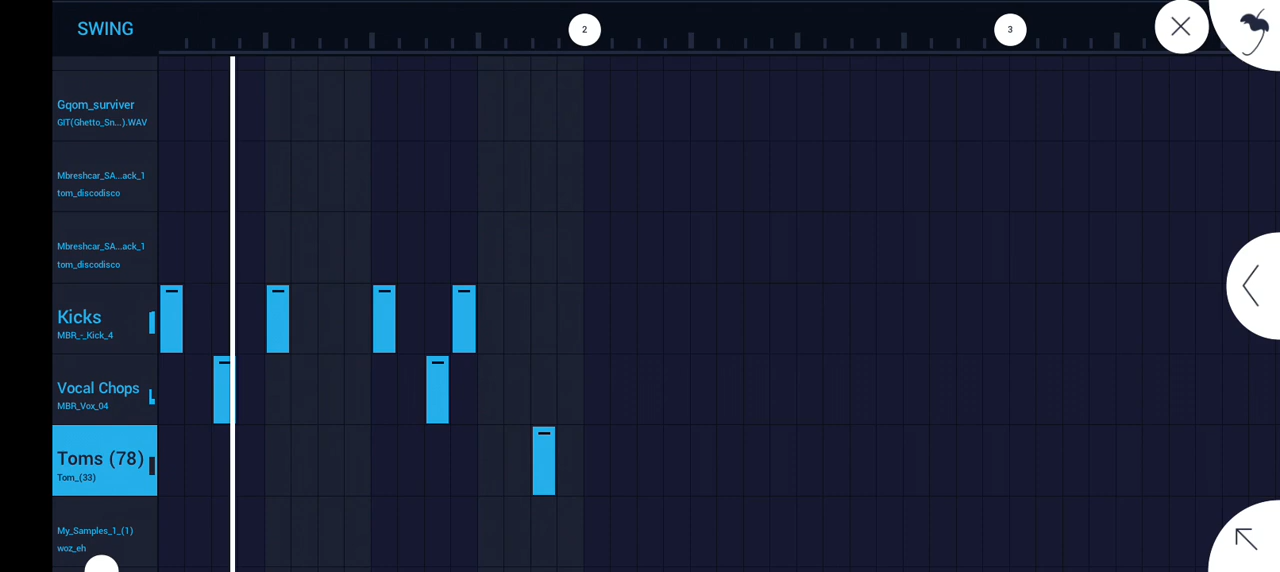 SWING
2
3
Gqom_surviver
GIT(Ghetto_Sn...).WAV
Mbreshcar_SA...ack_1
tom_discodisco
Mbreshcar_SA...ack_1
tom_discodisco
Kicks
MBR_-_Kick_4
Vocal Chops
MBR_Vox_04
Toms (78)
Tom_(33)
My_Samples_1_(1)
woz_eh